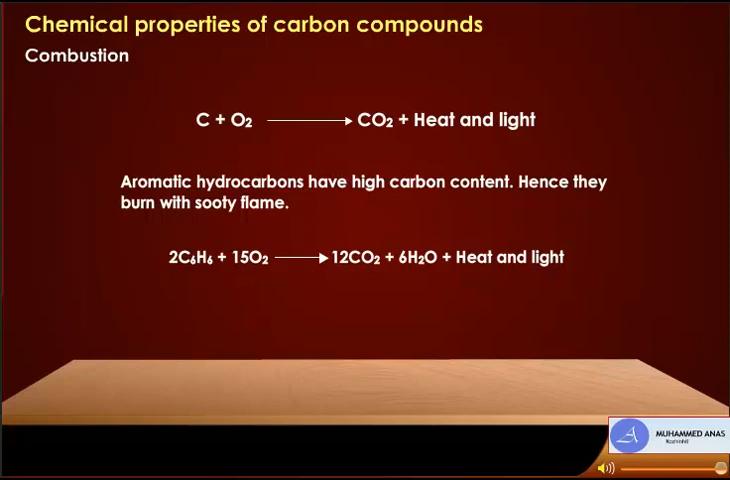 Chemical properties of carbon compounds
Combustion
C + O₂ ⟶ CO₂ + Heat and light
Aromatic hydrocarbons have high carbon content. Hence they
burn with sooty flame.
2C₆H₆ + 15O₂ ⟶ 12CO₂ + 6H₂O + Heat and light
MUHAMMED ANAS